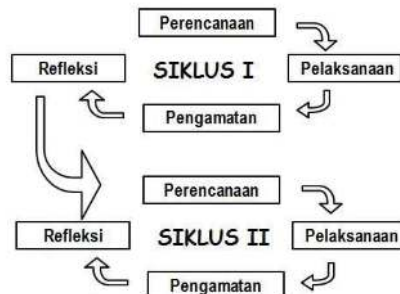 Perencanaan
Refleksi SIKLUS I Pelaksanaan
Pengamatan
Perencanaan
Refleksi SIKLUS II Pelaksanaan
Pengamatan